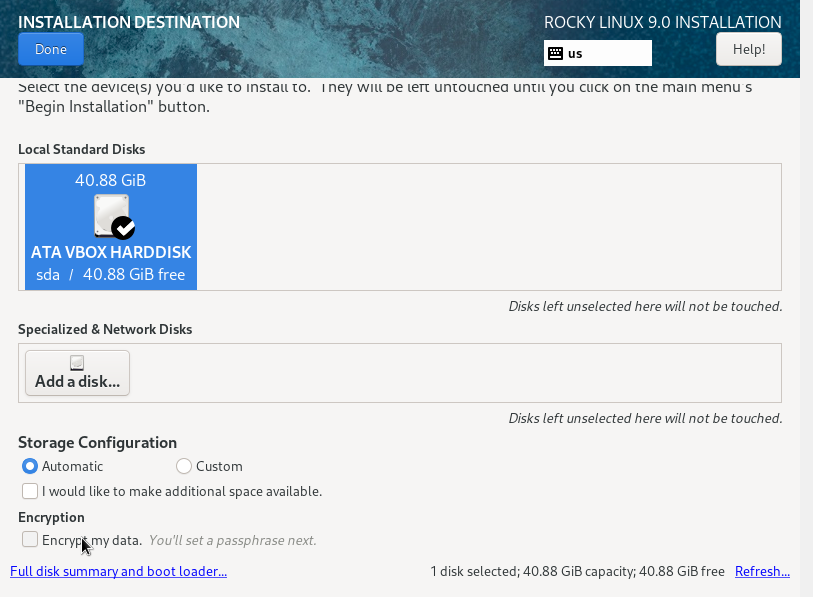 INSTALLATION DESTINATION
ROCKY LINUX 9.0 INSTALLATION
Done
us
Help!
Select the device(s) you'd like to install to.  They will be left untouched until you click on the main menu's
"Begin Installation" button.
Local Standard Disks
40.88 GiB
ATA VBOX HARDDISK
sda / 40.88 GiB free
Disks left unselected here will not be touched.
Specialized & Network Disks
Add a disk...
Disks left unselected here will not be touched.
Storage Configuration
Automatic
Custom
I would like to make additional space available.
Encryption
Encrypt my data. You'll set a passphrase next.
Full disk summary and boot loader...
1 disk selected; 40.88 GiB capacity; 40.88 GiB free
Refresh...